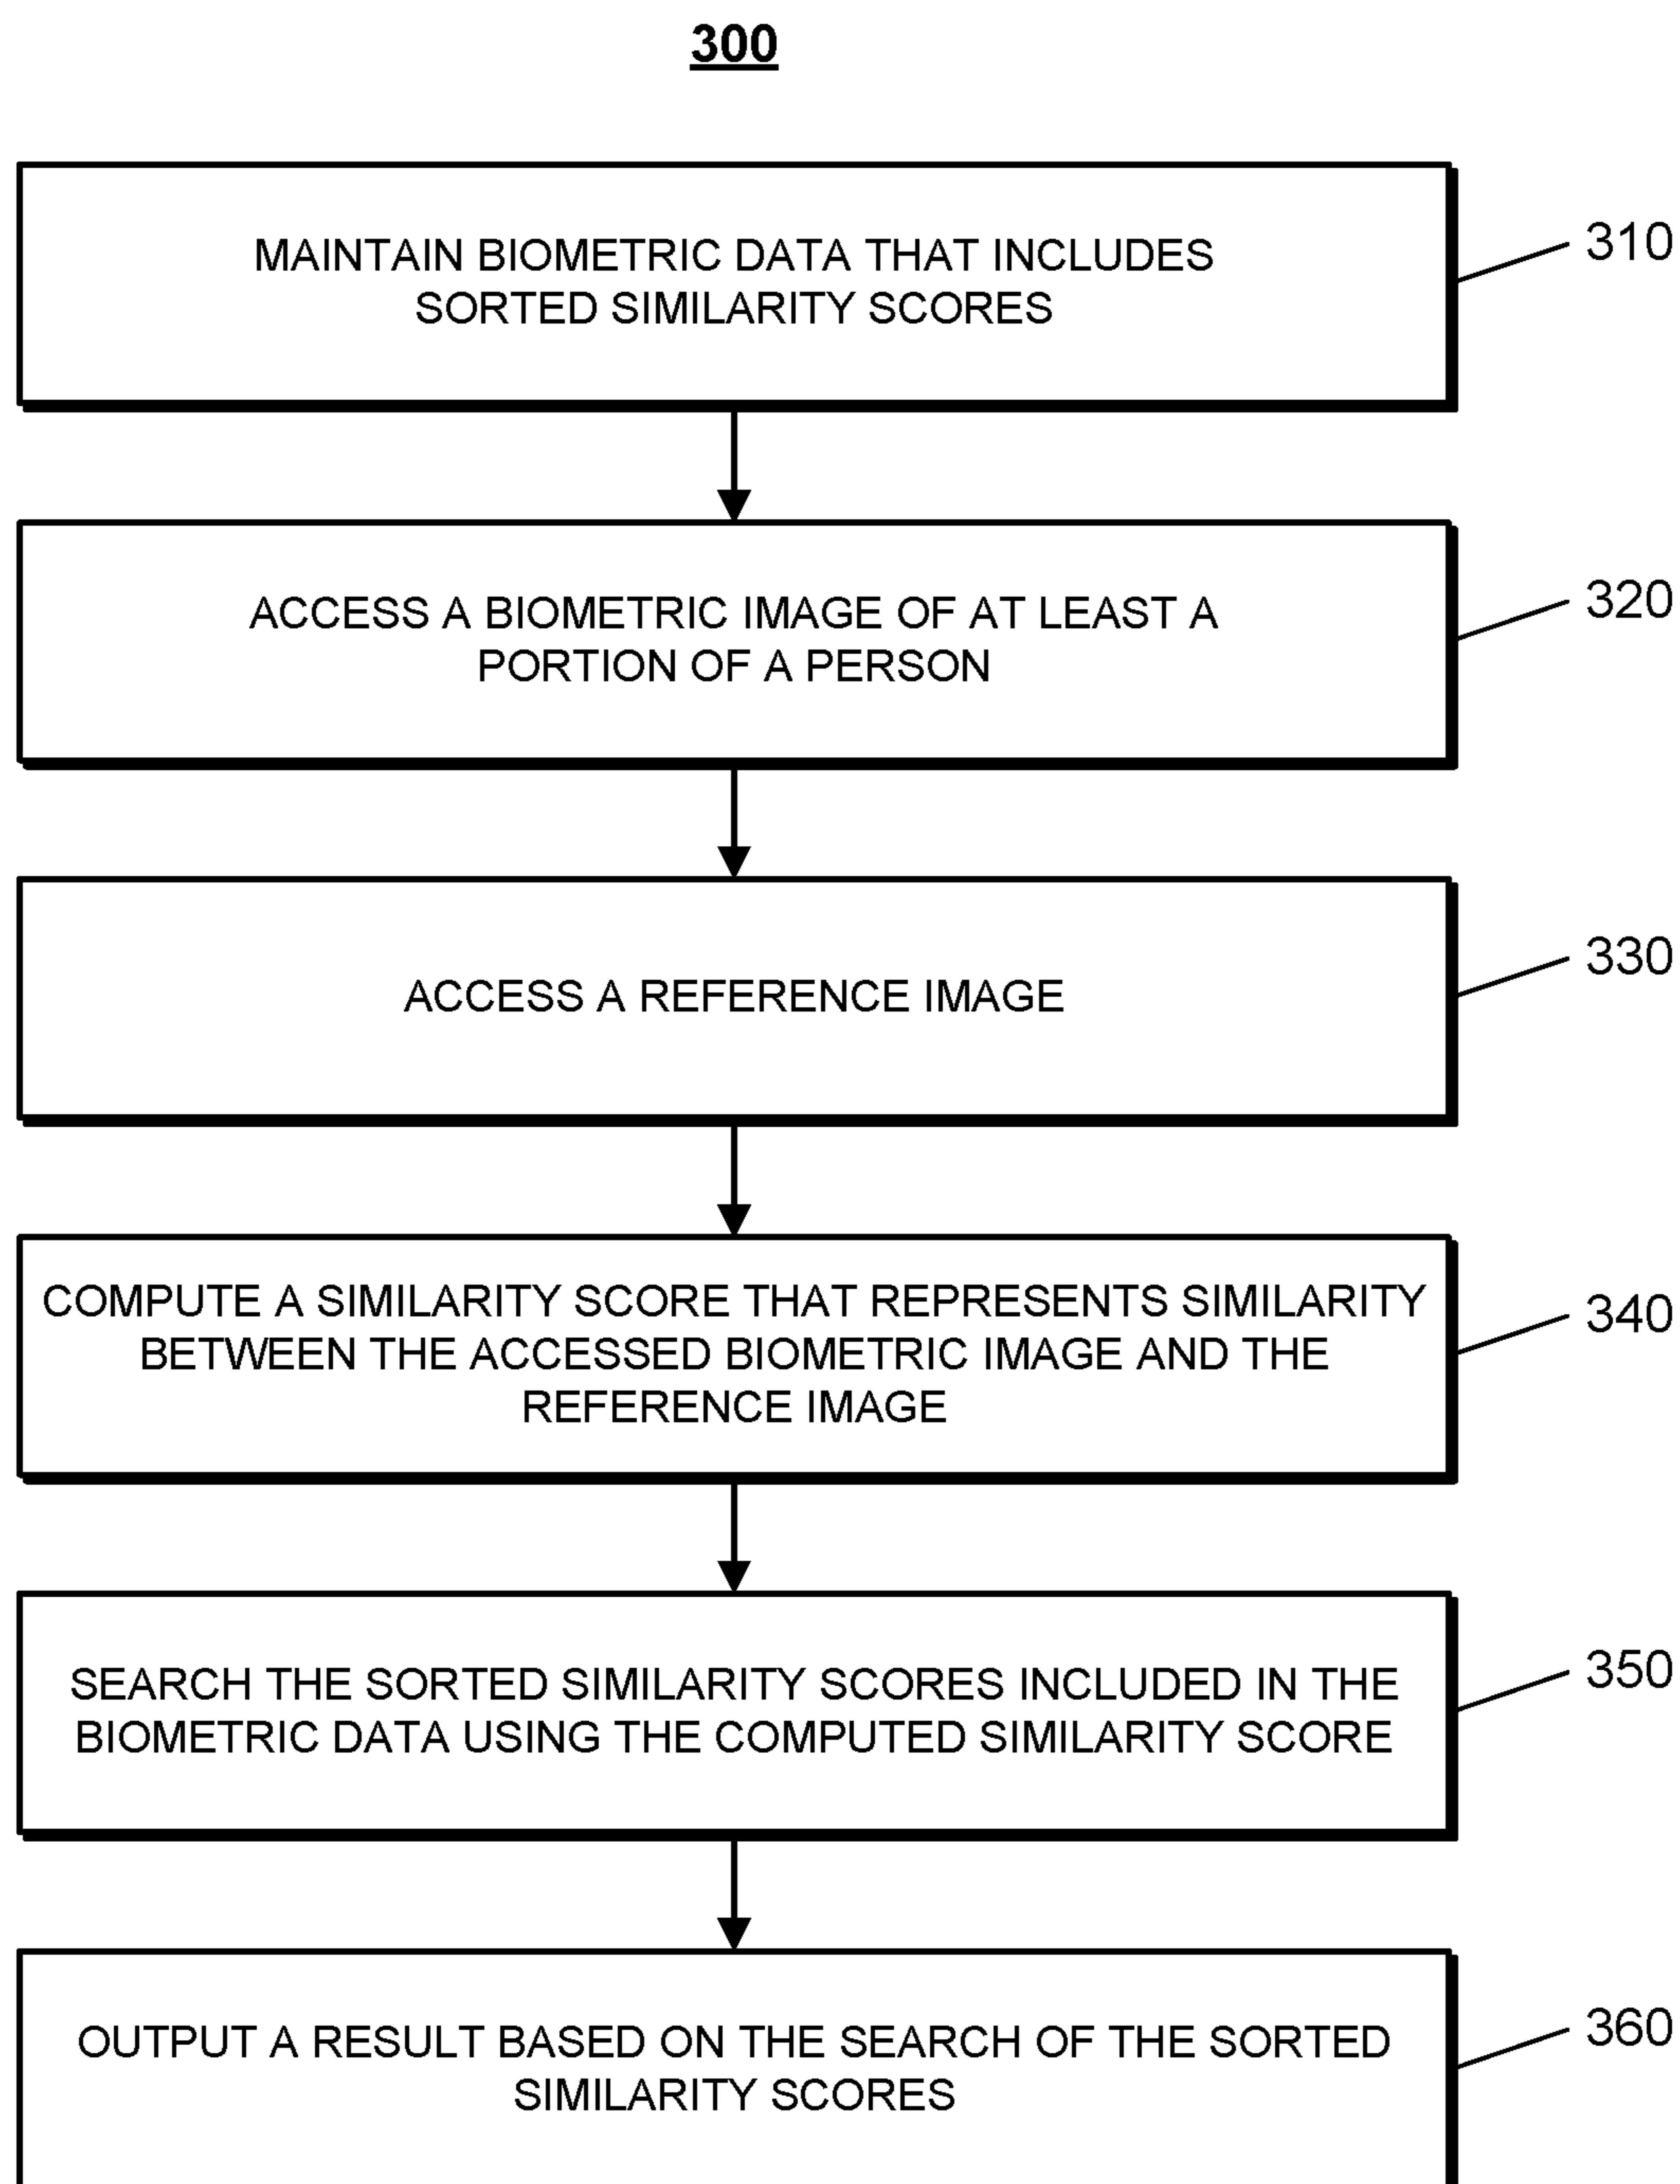 300
MAINTAIN BIOMETRIC DATA THAT INCLUDES
SORTED SIMILARITY SCORES
310
ACCESS A BIOMETRIC IMAGE OF AT LEAST A
PORTION OF A PERSON
320
ACCESS A REFERENCE IMAGE
330
COMPUTE A SIMILARITY SCORE THAT REPRESENTS SIMILARITY
BETWEEN THE ACCESSED BIOMETRIC IMAGE AND THE
REFERENCE IMAGE
340
SEARCH THE SORTED SIMILARITY SCORES INCLUDED IN THE
BIOMETRIC DATA USING THE COMPUTED SIMILARITY SCORE
350
OUTPUT A RESULT BASED ON THE SEARCH OF THE SORTED
SIMILARITY SCORES
360